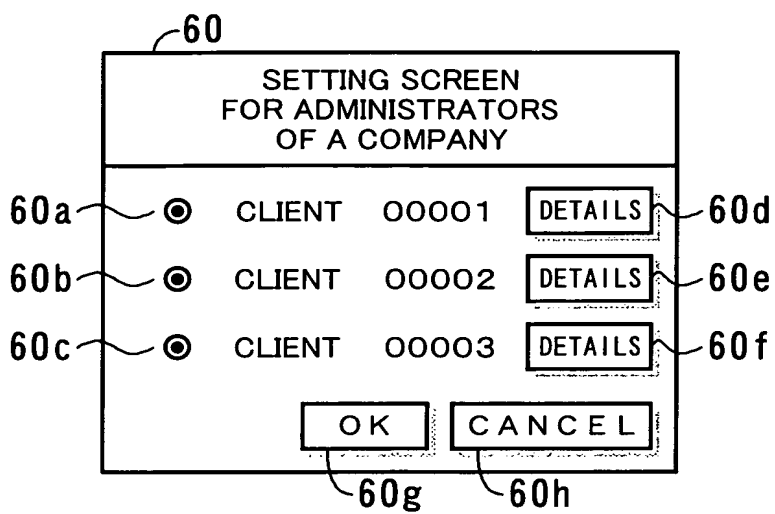 60
SETTING SCREEN
FOR ADMINISTRATORS
OF A COMPANY
60a CLIENT 00001 DETAILS 60d
60b CLIENT 00002 DETAILS 60e
60c CLIENT 00003 DETAILS 60f
OK CANCEL
60g 60h